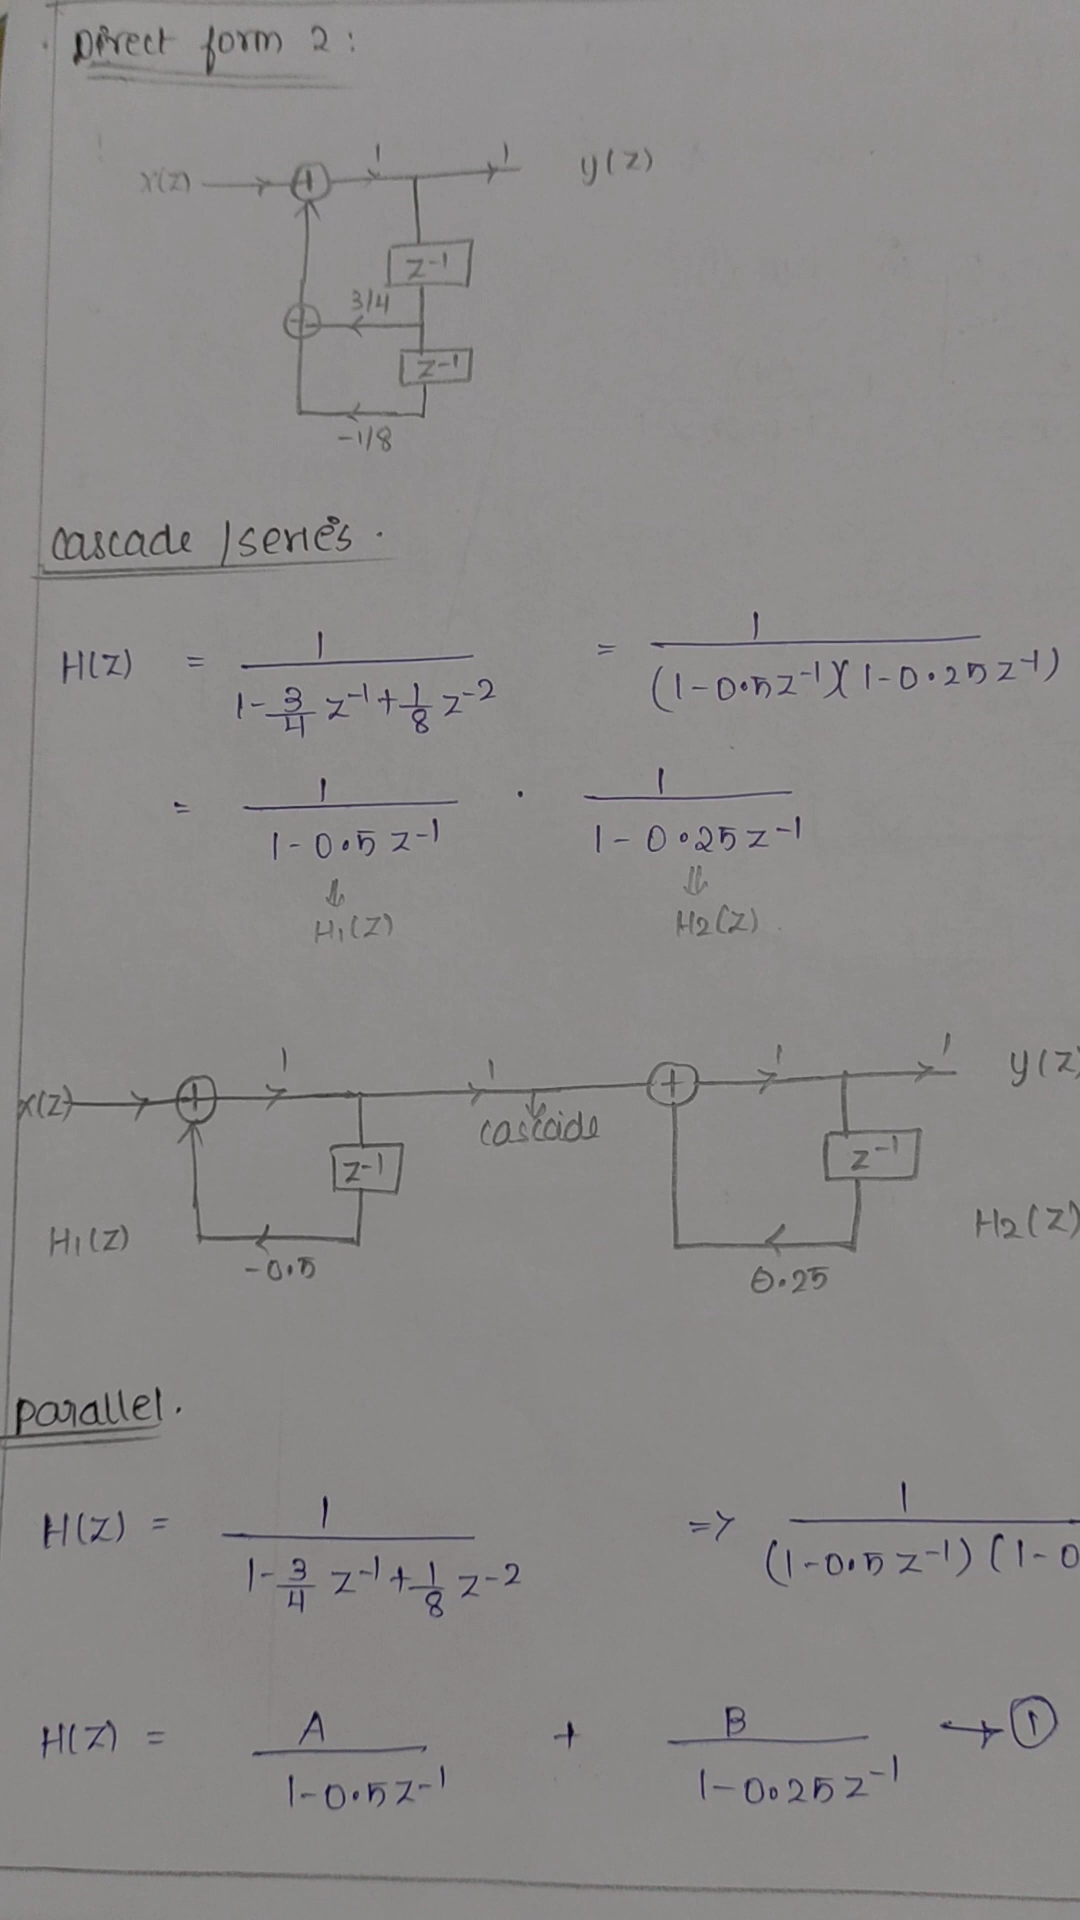 Direct form 2 :
x(z) + 1 1 y(z)
z-1
3/4
+
z-1
-1/8
cascade / series .
H(z) = 1 / (1 - 3/4 z-1 + 1/8 z-2) = 1 / ((1-0.5z-1)(1-0.25z-1))
= 1 / (1-0.5z-1) . 1 / (1-0.25z-1)
⇓ ⇓
H1(z) H2(z)
x(z) + 1 1 + 1 1 y(z)
cascade
z-1 z-1
H1(z) H2(z)
-0.5 0.25
parallel .
H(z) = 1 / (1 - 3/4 z-1 + 1/8 z-2) => 1 / ((1-0.5z-1)(1-0
H(z) = A / (1-0.5z-1) + B / (1-0.25z-1) → ①